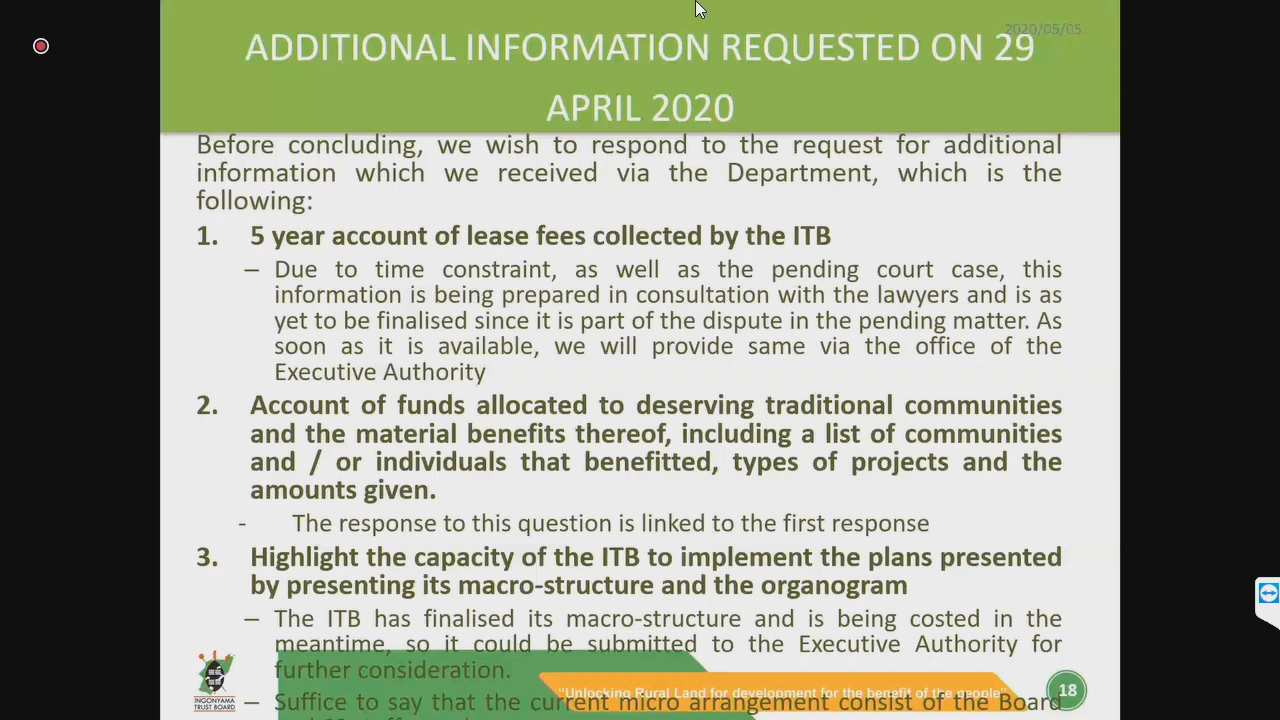 2020/05/05
ADDITIONAL INFORMATION REQUESTED ON 29
APRIL 2020
Before concluding, we wish to respond to the request for additional
information which we received via the Department, which is the
following:
1. 5 year account of lease fees collected by the ITB
– Due to time constraint, as well as the pending court case, this
information is being prepared in consultation with the lawyers and is as
yet to be finalised since it is part of the dispute in the pending matter. As
soon as it is available, we will provide same via the office of the
Executive Authority
2. Account of funds allocated to deserving traditional communities
and the material benefits thereof, including a list of communities
and / or individuals that benefitted, types of projects and the
amounts given.
- The response to this question is linked to the first response
3. Highlight the capacity of the ITB to implement the plans presented
by presenting its macro-structure and the organogram
– The ITB has finalised its macro-structure and is being costed in the
meantime, so it could be submitted to the Executive Authority for
further consideration.
– Suffice to say that the current micro arrangement consist of the Board
"Unlocking Rural Land for development for the benefit of the people"
18
INGONYAMA
TRUST BOARD